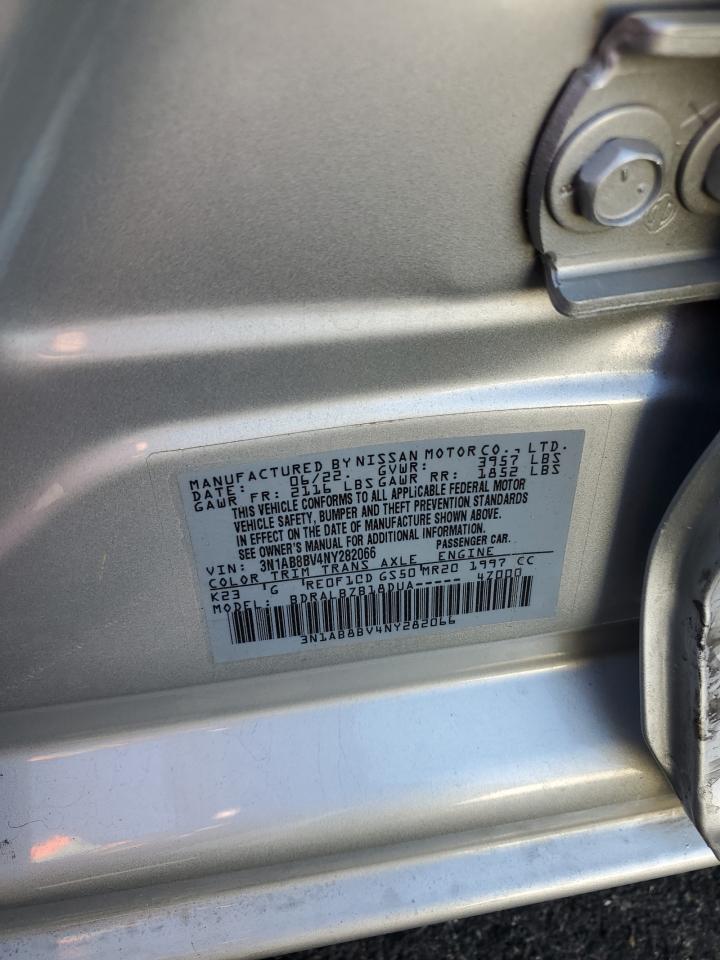 MANUFACTURED BY NISSAN MOTOR CO., LTD.
DATE: 06/22 GVWR: 3957 LBS
GAWR FR: 2116 LBS GAWR RR: 1852 LBS
THIS VEHICLE CONFORMS TO ALL APPLICABLE FEDERAL MOTOR
VEHICLE SAFETY, BUMPER AND THEFT PREVENTION STANDARDS
IN EFFECT ON THE DATE OF MANUFACTURE SHOWN ABOVE.
SEE OWNER'S MANUAL FOR ADDITIONAL INFORMATION.
VIN: 3N1AB8BV4NY282066 PASSENGER CAR.
COLOR TRIM TRANS AXLE ENGINE
K23 G RE0F10D GS50 MR20 1997 CC
MODEL: BDRALBZB18DUA----- 47000
3N1AB8BV4NY282066